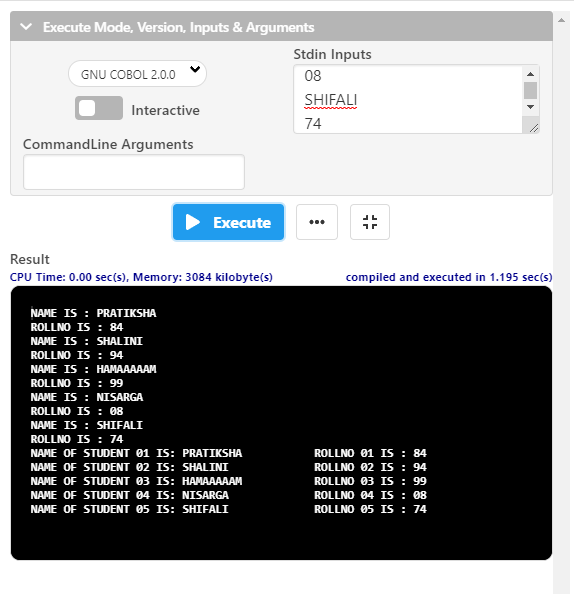 Execute Mode, Version, Inputs & Arguments
Stdin Inputs
GNU COBOL 2.0.0
08
SHIFALI
74
Interactive
CommandLine Arguments
Execute
Result
CPU Time: 0.00 sec(s), Memory: 3084 kilobyte(s) compiled and executed in 1.195 sec(s)
NAME IS : PRATIKSHA
ROLLNO IS : 84
NAME IS : SHALINI
ROLLNO IS : 94
NAME IS : HAMAAAAAM
ROLLNO IS : 99
NAME IS : NISARGA
ROLLNO IS : 08
NAME IS : SHIFALI
ROLLNO IS : 74
NAME OF STUDENT 01 IS: PRATIKSHA ROLLNO 01 IS : 84
NAME OF STUDENT 02 IS: SHALINI ROLLNO 02 IS : 94
NAME OF STUDENT 03 IS: HAMAAAAAM ROLLNO 03 IS : 99
NAME OF STUDENT 04 IS: NISARGA ROLLNO 04 IS : 08
NAME OF STUDENT 05 IS: SHIFALI ROLLNO 05 IS : 74